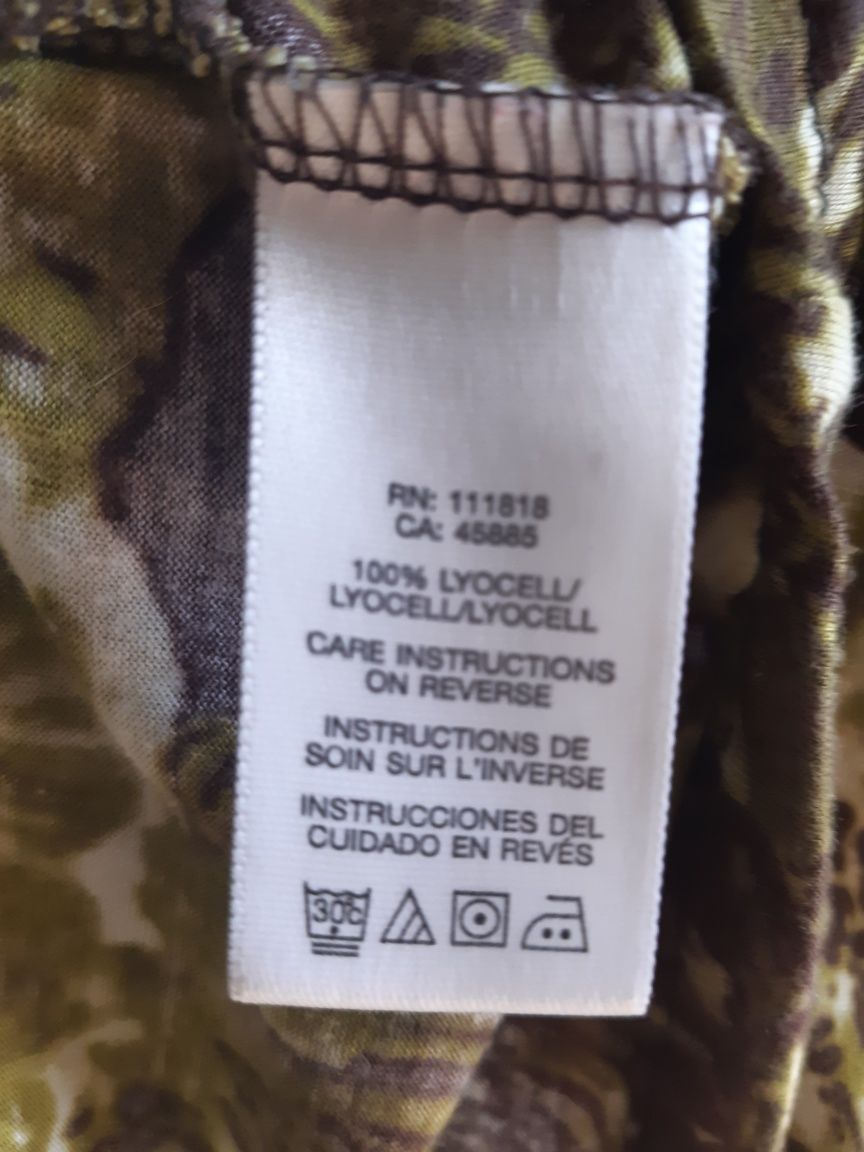 RN: 111818
CA: 45885
100% LYOCELL/
LYOCELL/LYOCELL
CARE INSTRUCTIONS
ON REVERSE
INSTRUCTIONS DE
SOIN SUR L'INVERSE
INSTRUCCIONES DEL
CUIDADO EN REVÉS
30C